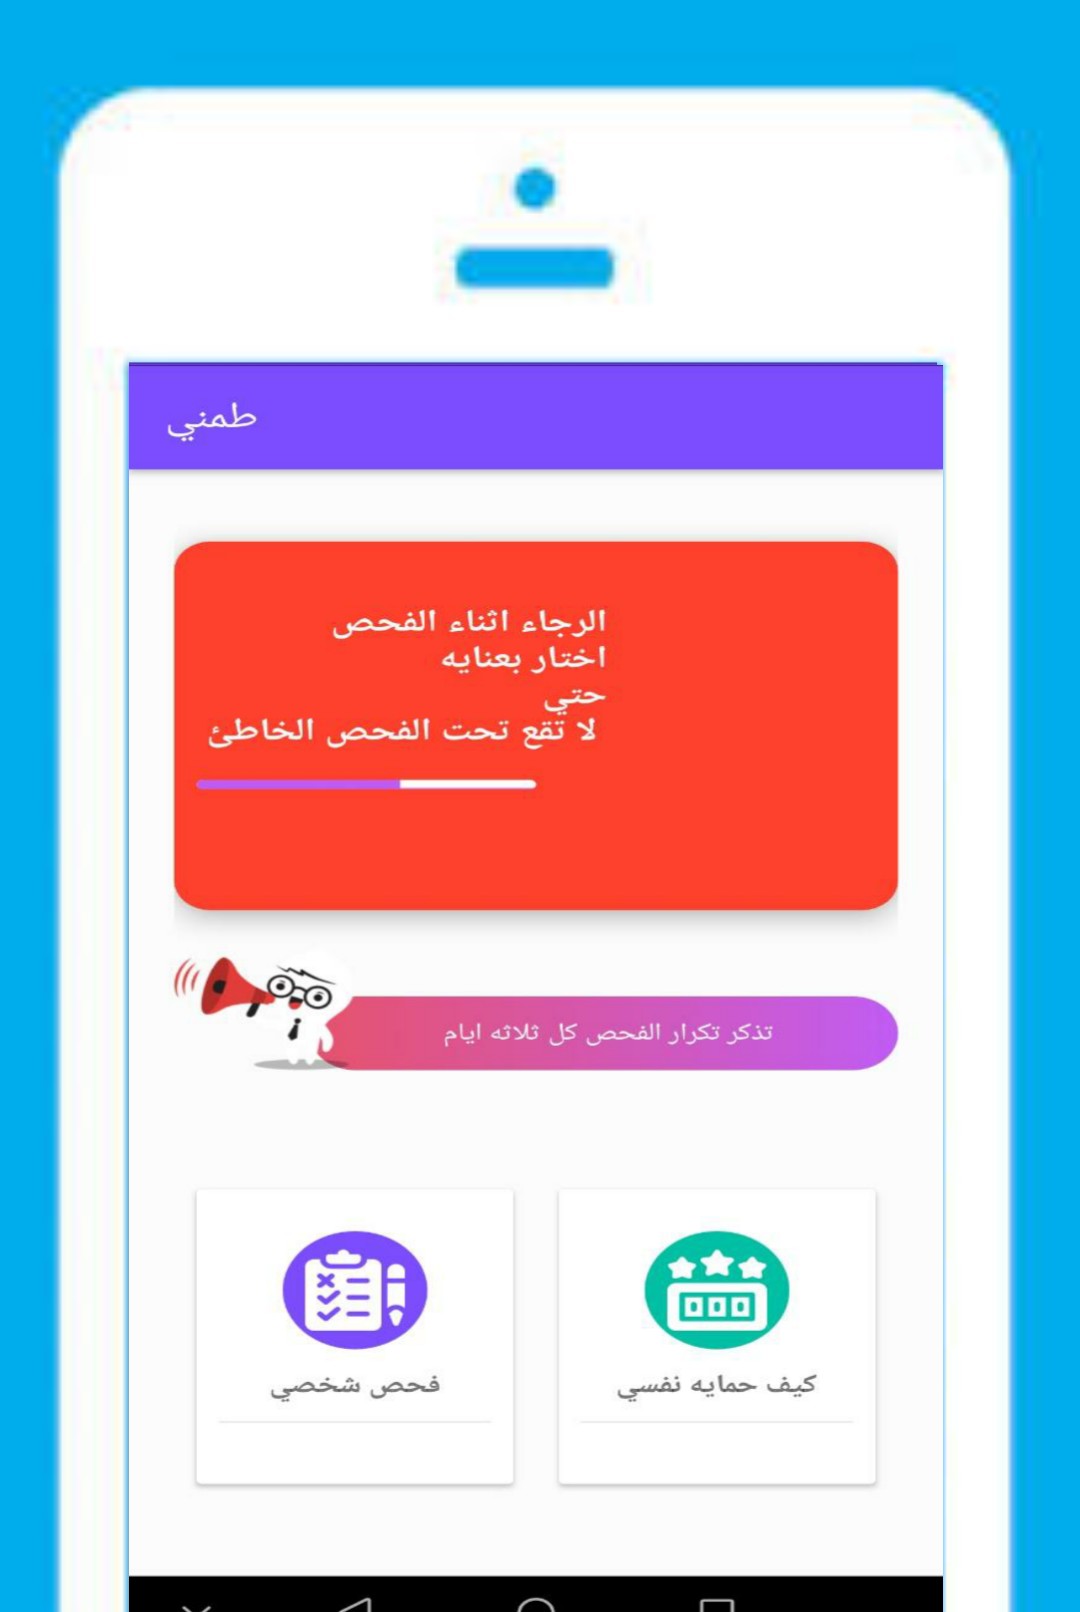 طمني
الرجاء اثناء الفحص
اختار بعنايه
حتي
لا تقع تحت الفحص الخاطئ
تذكر تكرار الفحص كل ثلاثه ايام
كيف حمايه نفسي
فحص شخصي